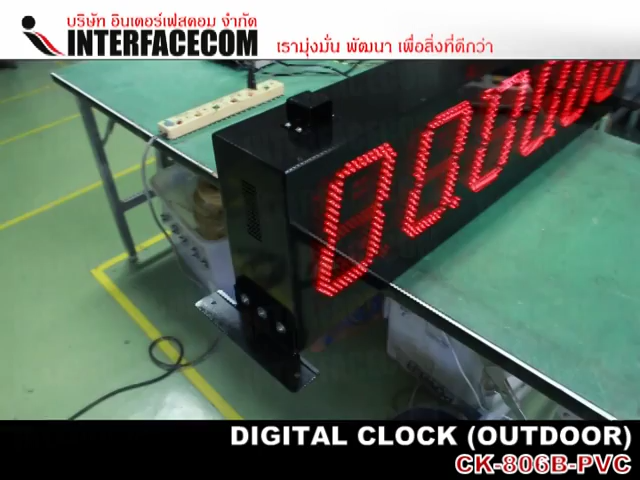 บริษัท อินเตอร์เฟสคอม จำกัด
INTERFACECOM
เรามุ่งมั่น พัฒนา เพื่อสิ่งที่ดีกว่า
DIGITAL CLOCK (OUTDOOR)
CK-806B-PVC